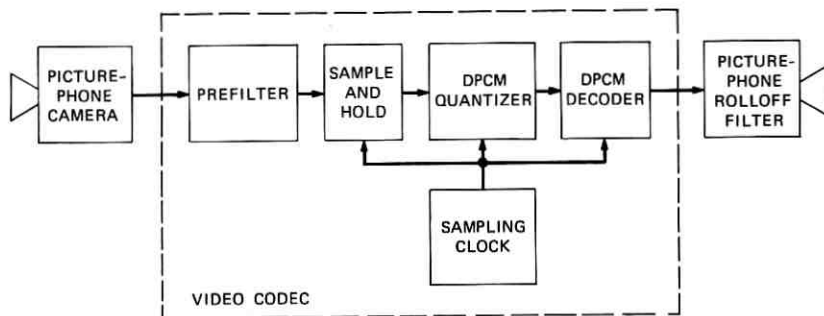 PICTURE-
PHONE
CAMERA
PREFILTER
SAMPLE
AND
HOLD
DPCM
QUANTIZER
DPCM
DECODER
PICTURE-
PHONE
ROLLOFF
FILTER
SAMPLING
CLOCK
VIDEO CODEC